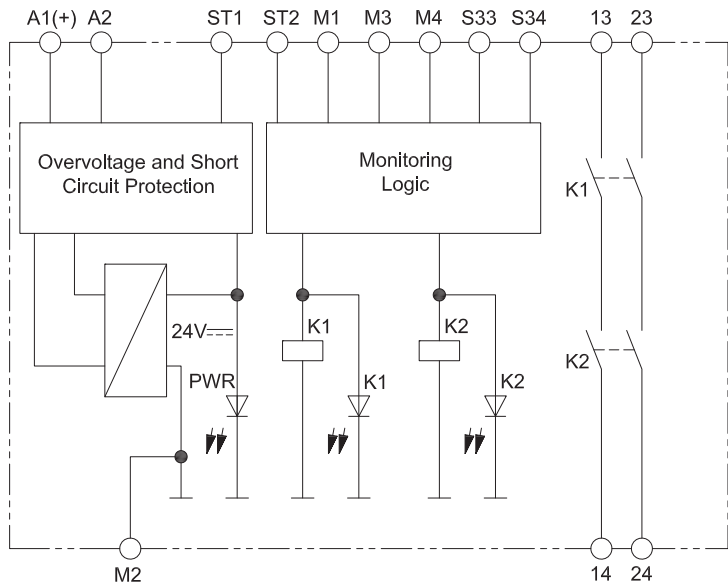 A1(+) A2 ST1 ST2 M1 M3 M4 S33 S34 13 23
Overvoltage and Short
Circuit Protection
Monitoring
Logic
K1
24V
K1
K2
K2
PWR
K1
K2
M2
14 24